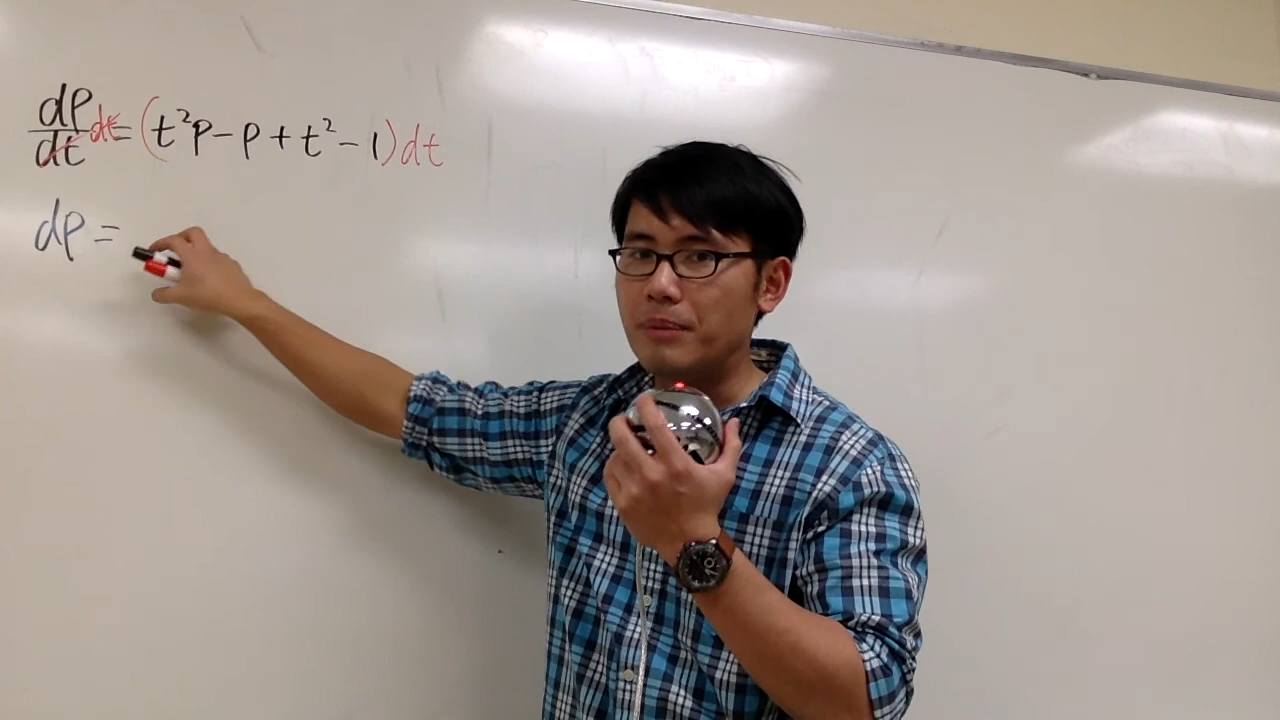 dP/dt dt = (t²P - P + t² - 1) dt
dP =